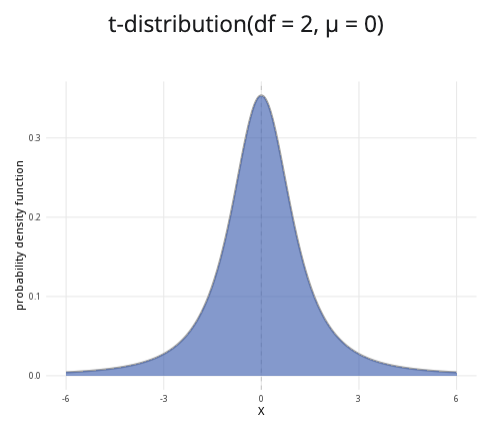 t-distribution(df = 2, μ = 0)
probability density function
0.3
0.2
0.1
0.0
-6 -3 0 3 6
X